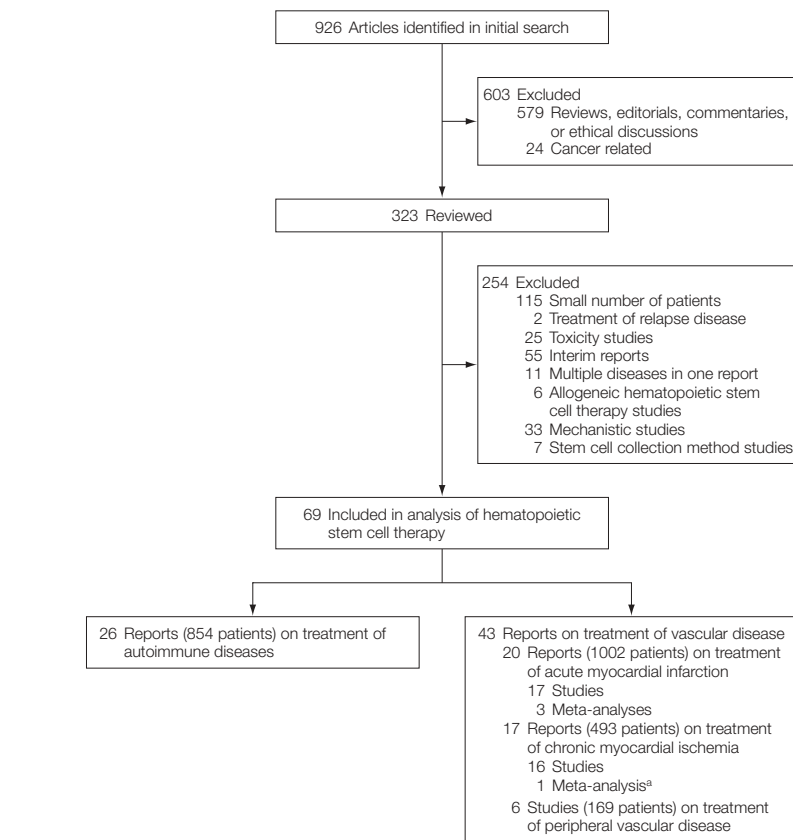 926 Articles identified in initial search
603 Excluded
579 Reviews, editorials, commentaries,
or ethical discussions
24 Cancer related
323 Reviewed
254 Excluded
115 Small number of patients
2 Treatment of relapse disease
25 Toxicity studies
55 Interim reports
11 Multiple diseases in one report
6 Allogeneic hematopoietic stem
cell therapy studies
33 Mechanistic studies
7 Stem cell collection method studies
69 Included in analysis of hematopoietic
stem cell therapy
26 Reports (854 patients) on treatment of
autoimmune diseases
43 Reports on treatment of vascular disease
20 Reports (1002 patients) on treatment
of acute myocardial infarction
17 Studies
3 Meta-analyses
17 Reports (493 patients) on treatment
of chronic myocardial ischemia
16 Studies
1 Meta-analysisᵃ
6 Studies (169 patients) on treatment
of peripheral vascular disease